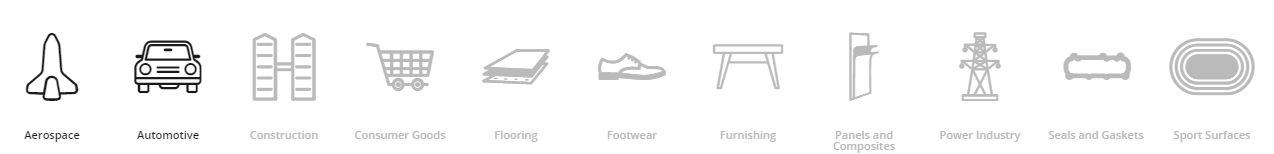 Aerospace
Automotive
Construction
Consumer Goods
Flooring
Footwear
Furnishing
Panels and
Composites
Power Industry
Seals and Gaskets
Sport Surfaces